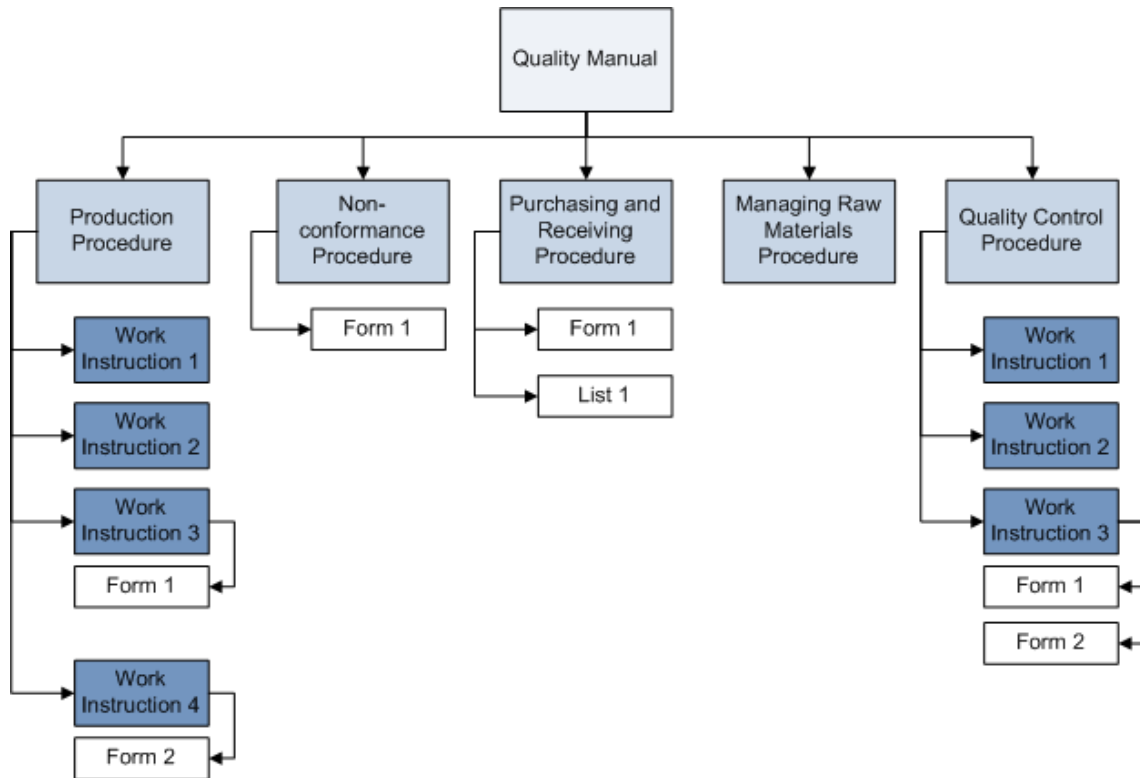 Quality Manual
Production
Procedure
Non-
conformance
Procedure
Purchasing and
Receiving
Procedure
Managing Raw
Materials
Procedure
Quality Control
Procedure
Work
Instruction 1
Work
Instruction 2
Work
Instruction 3
Form 1
Work
Instruction 4
Form 2
Form 1
Form 1
List 1
Work
Instruction 1
Work
Instruction 2
Work
Instruction 3
Form 1
Form 2